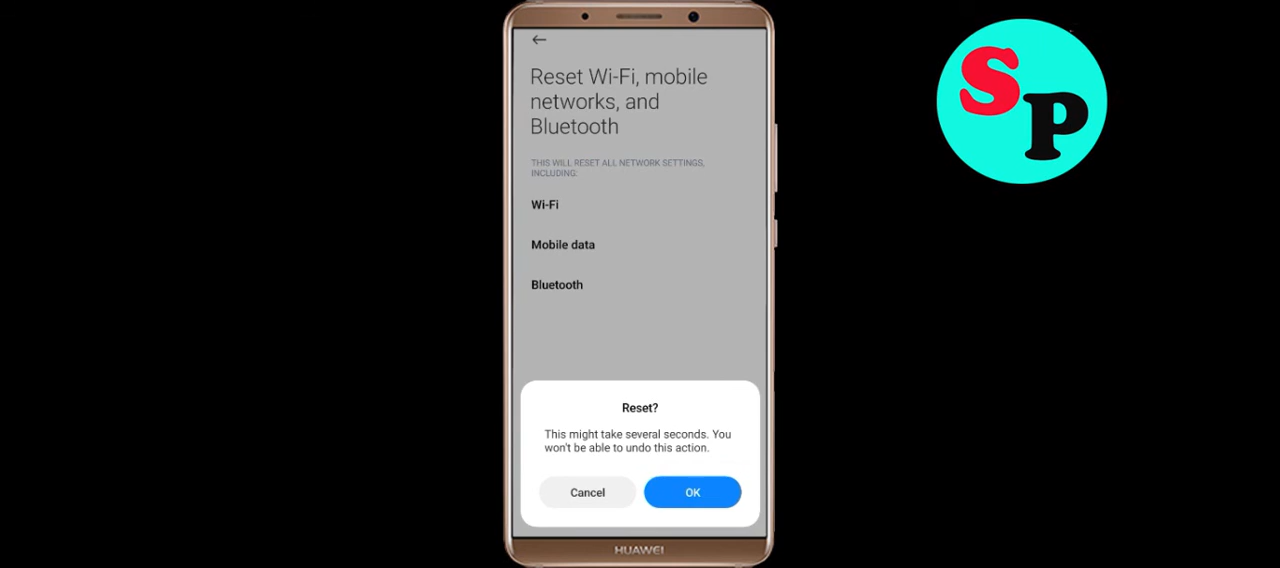 Reset Wi-Fi, mobile
networks, and
Bluetooth
THIS WILL RESET ALL NETWORK SETTINGS,
INCLUDING:
Wi-Fi
Mobile data
Bluetooth
Reset?
This might take several seconds. You
won't be able to undo this action.
Cancel
OK
HUAWEI
SP